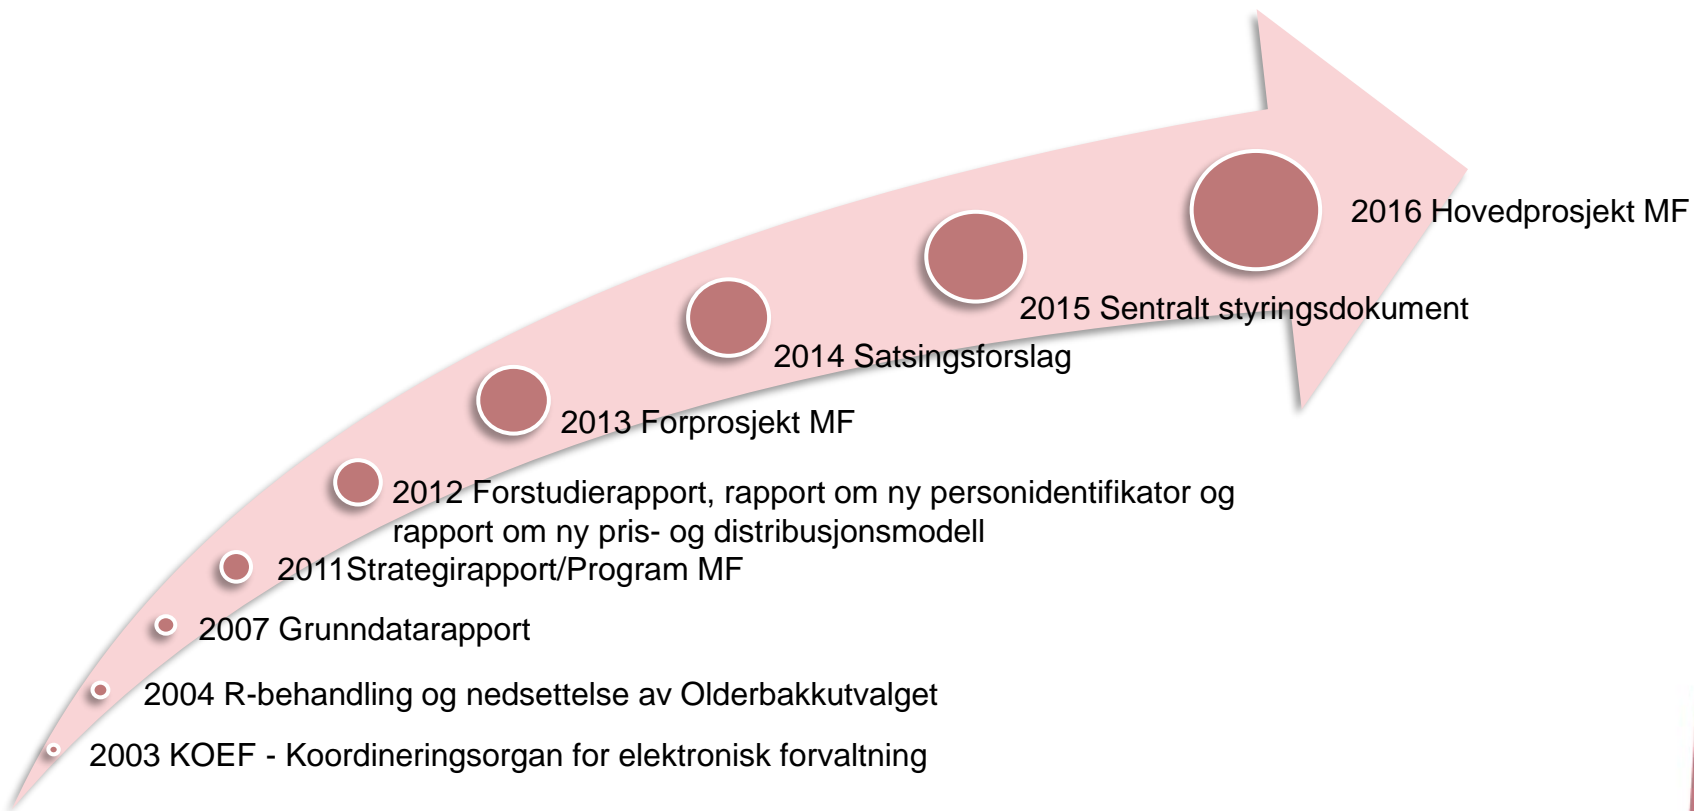 2016 Hovedprosjekt MF
2015 Sentralt styringsdokument
2014 Satsingsforslag
2013 Forprosjekt MF
2012 Forstudierapport, rapport om ny personidentifikator og
rapport om ny pris- og distribusjonsmodell
2011Strategirapport/Program MF
2007 Grunndatarapport
2004 R-behandling og nedsettelse av Olderbakkutvalget
2003 KOEF - Koordineringsorgan for elektronisk forvaltning